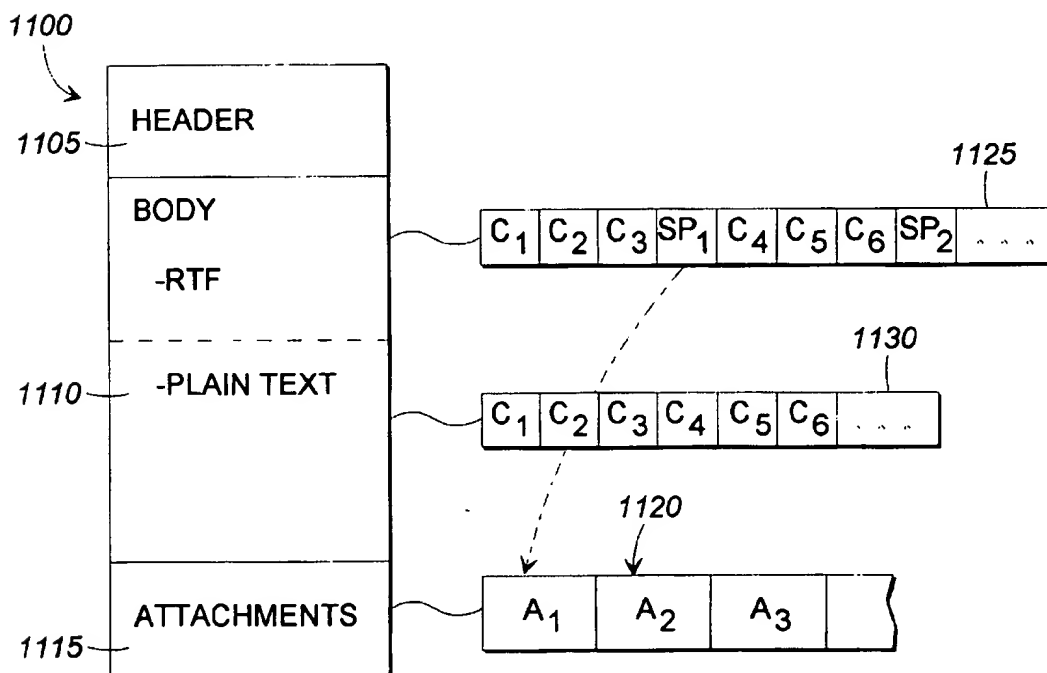 1100
HEADER
1105
BODY
-RTF
1125
C1 C2 C3 SP1 C4 C5 C6 SP2 . . .
-PLAIN TEXT
1110
1130
C1 C2 C3 C4 C5 C6 . . .
1120
ATTACHMENTS
1115
A1 A2 A3